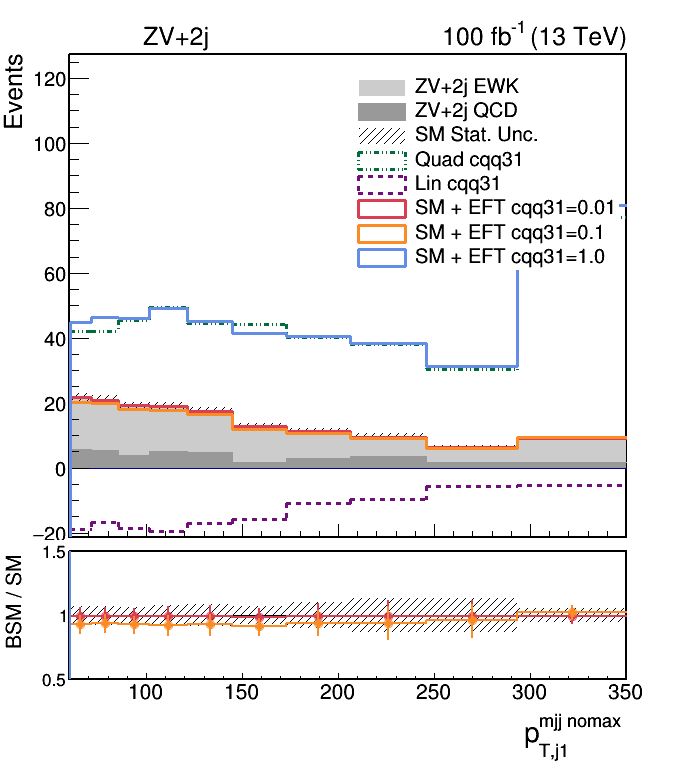 ZV+2j 100 fb⁻¹ (13 TeV)
Events
120
100
80
60
40
20
0
−20
ZV+2j EWK
ZV+2j QCD
SM Stat. Unc.
Quad cqq31
Lin cqq31
SM + EFT cqq31=0.01
SM + EFT cqq31=0.1
SM + EFT cqq31=1.0
BSM / SM
1.5
1
0.5
100 150 200 250 300 350
p_{T,j1}^{mjj nomax}